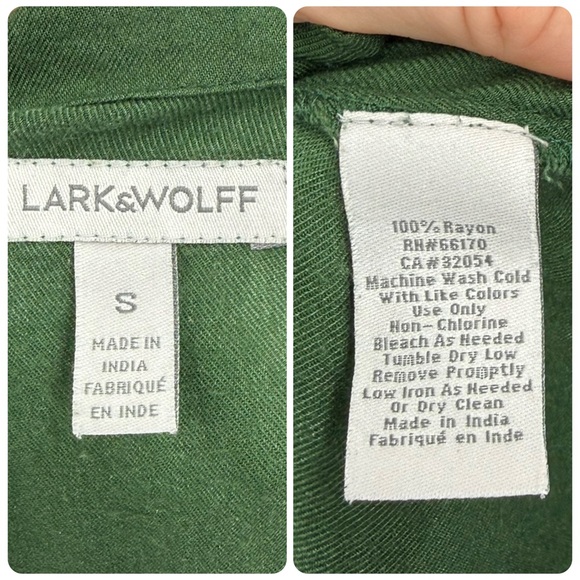 LARK&WOLFF
S
MADE IN
INDIA
FABRIQUÉ
EN INDE
100% Rayon
RN#66170
CA#32054
Machine Wash Cold
With Like Colors
Use Only
Non-Chlorine
Bleach As Needed
Tumble Dry Low
Remove Promptly
Low Iron As Needed
Or Dry Clean
Made in India
Fabriqué en Inde